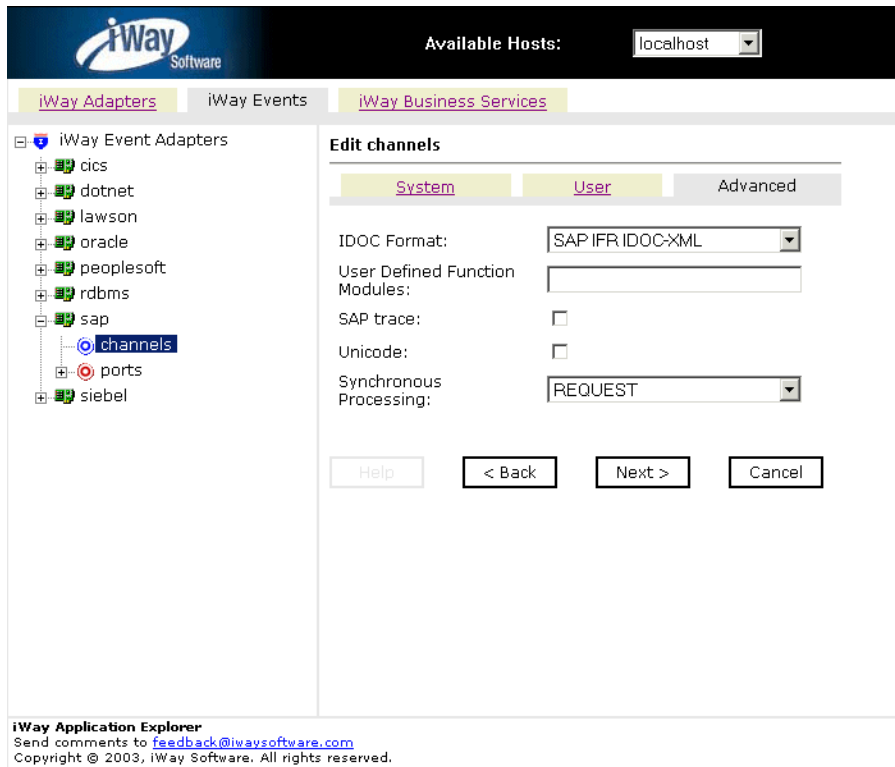 iWay
Software
Available Hosts:
localhost
iWay Adapters
iWay Events
iWay Business Services
iWay Event Adapters
cics
dotnet
lawson
oracle
peoplesoft
rdbms
sap
channels
ports
siebel
Edit channels
System
User
Advanced
IDOC Format:
SAP IFR IDOC-XML
User Defined Function
Modules:
SAP trace:
Unicode:
Synchronous
Processing:
REQUEST
Help
< Back
Next >
Cancel
iWay Application Explorer
Send comments to feedback@iwaysoftware.com
Copyright © 2003, iWay Software. All rights reserved.